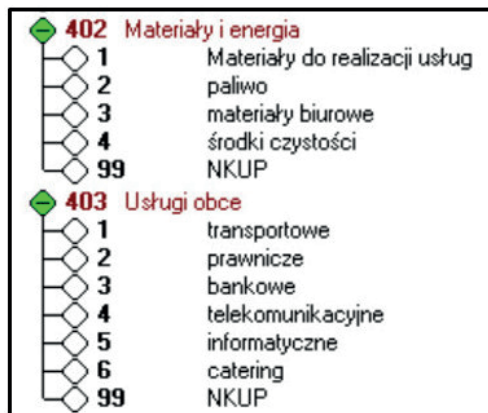 402 Materiały i energia
1 Materiały do realizacji usług
2 paliwo
3 materiały biurowe
4 środki czystości
99 NKUP
403 Usługi obce
1 transportowe
2 prawnicze
3 bankowe
4 telekomunikacyjne
5 informatyczne
6 catering
99 NKUP